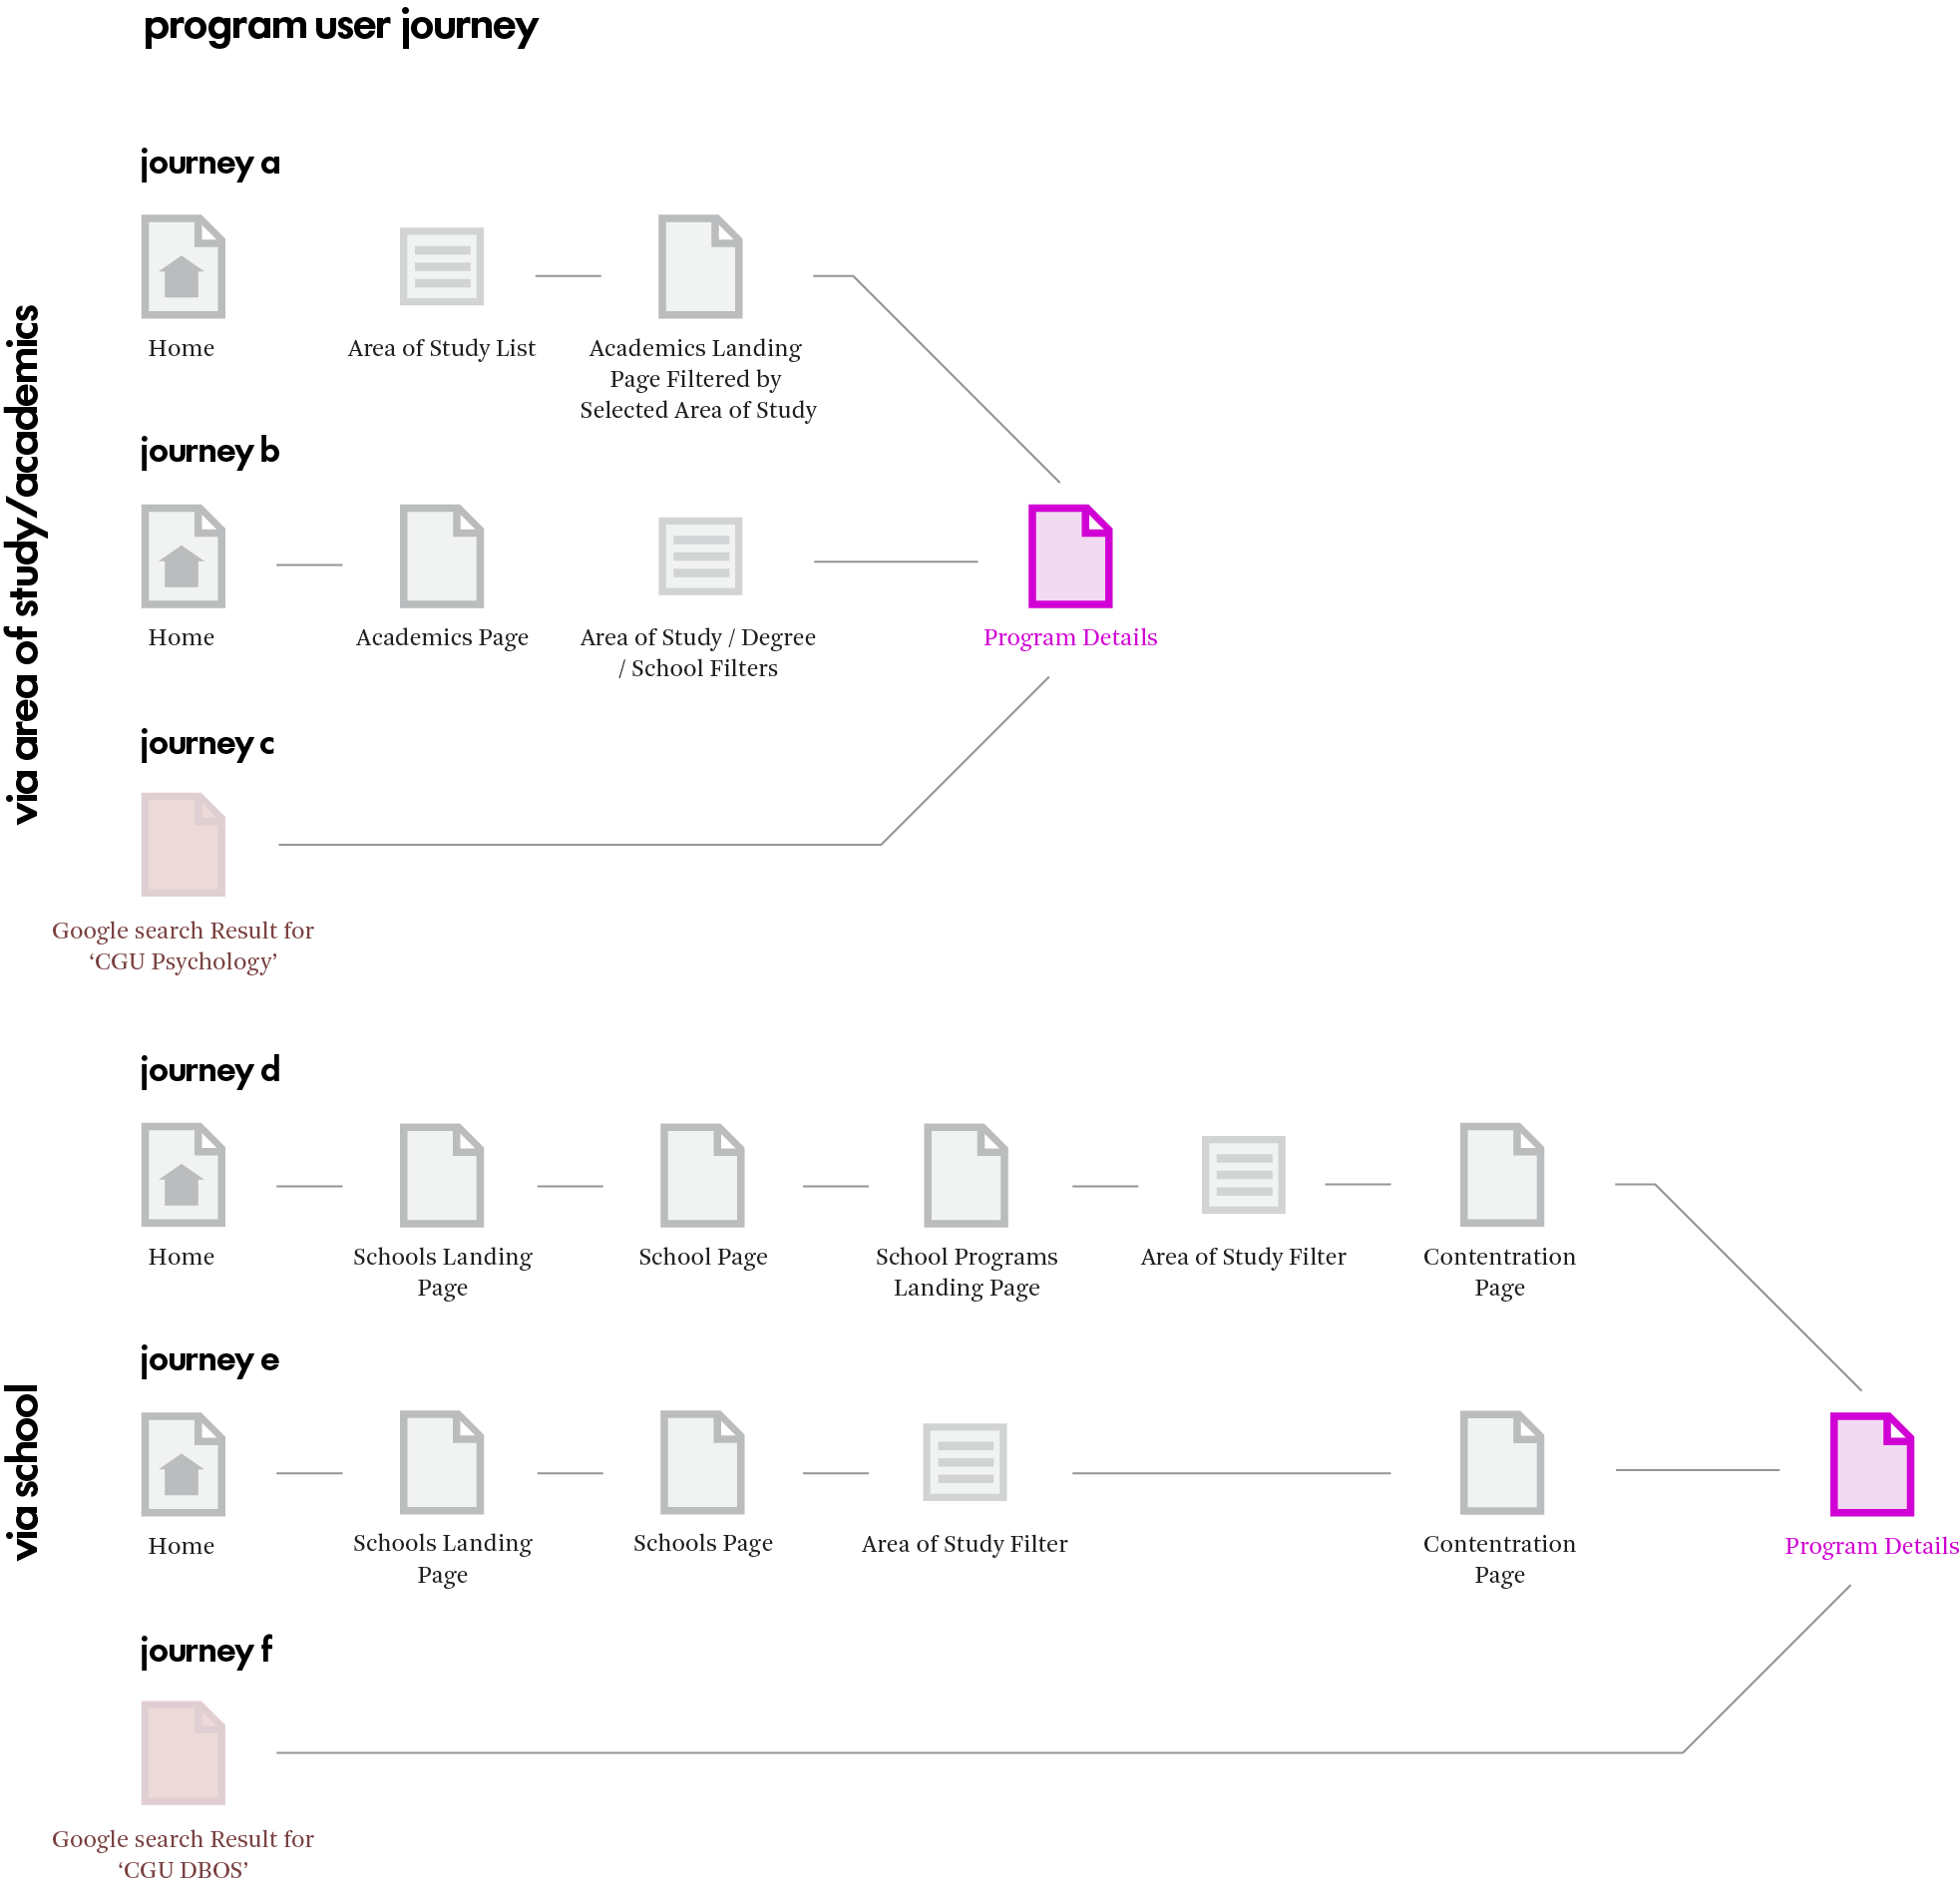 program user journey
via area of study/academics
journey a
Home
Area of Study List
Academics Landing
Page Filtered by
Selected Area of Study
journey b
Home
Academics Page
Area of Study / Degree
/ School Filters
Program Details
journey c
Google search Result for
‘CGU Psychology’
via school
journey d
Home
Schools Landing
Page
School Page
School Programs
Landing Page
Area of Study Filter
Contentration
Page
journey e
Home
Schools Landing
Page
Schools Page
Area of Study Filter
Contentration
Page
Program Details
journey f
Google search Result for
‘CGU DBOS’